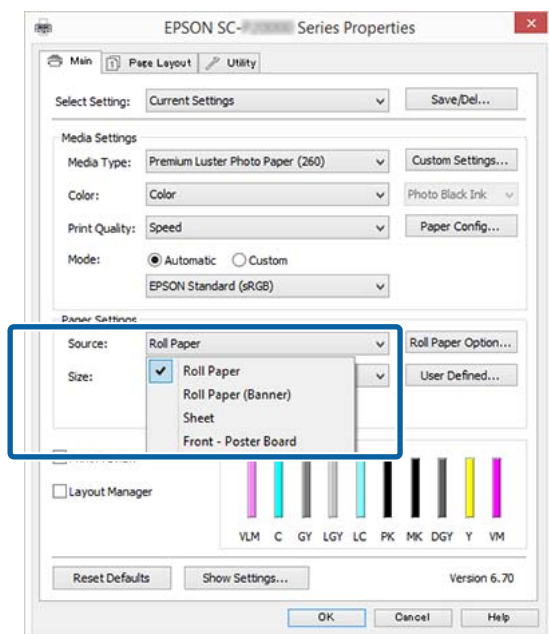 EPSON SC- Series Properties
Main Page Layout Utility
Select Setting: Current Settings Save/Del...
Media Settings
Media Type: Premium Luster Photo Paper (260) Custom Settings...
Color: Color Photo Black Ink
Print Quality: Speed Paper Config...
Mode: Automatic Custom
EPSON Standard (sRGB)
Paper Settings
Source: Roll Paper Roll Paper Option...
Size: User Defined...
Roll Paper
Roll Paper (Banner)
Sheet
Front - Poster Board
Layout Manager
VLM C GY LGY LC PK MK DGY Y VM
Reset Defaults Show Settings... Version 6.70
OK Cancel Help